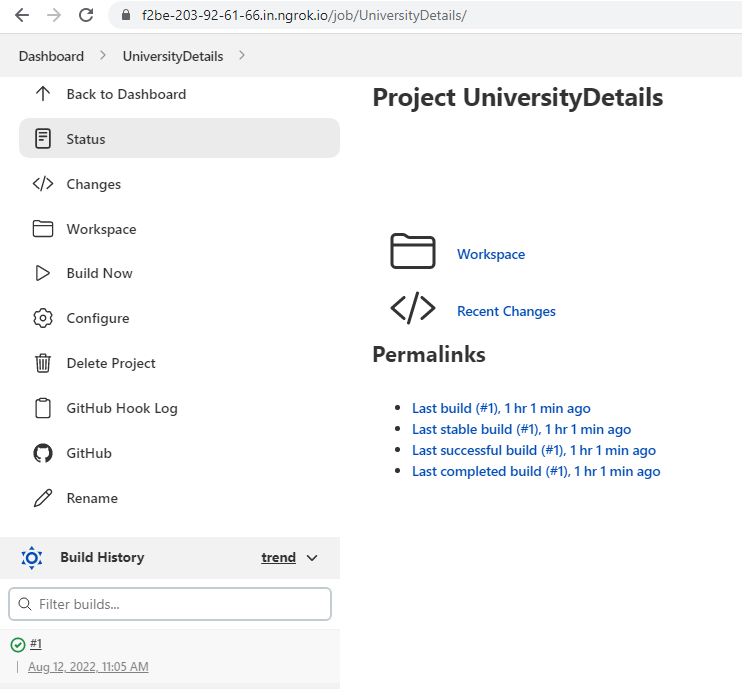 f2be-203-92-61-66.in.ngrok.io/job/UniversityDetails/
Dashboard
UniversityDetails
Back to Dashboard
Status
Changes
Workspace
Build Now
Configure
Delete Project
GitHub Hook Log
GitHub
Rename
Build History
trend
Filter builds...
#1
Aug 12, 2022, 11:05 AM
Project UniversityDetails
Workspace
Recent Changes
Permalinks
Last build (#1), 1 hr 1 min ago
Last stable build (#1), 1 hr 1 min ago
Last successful build (#1), 1 hr 1 min ago
Last completed build (#1), 1 hr 1 min ago